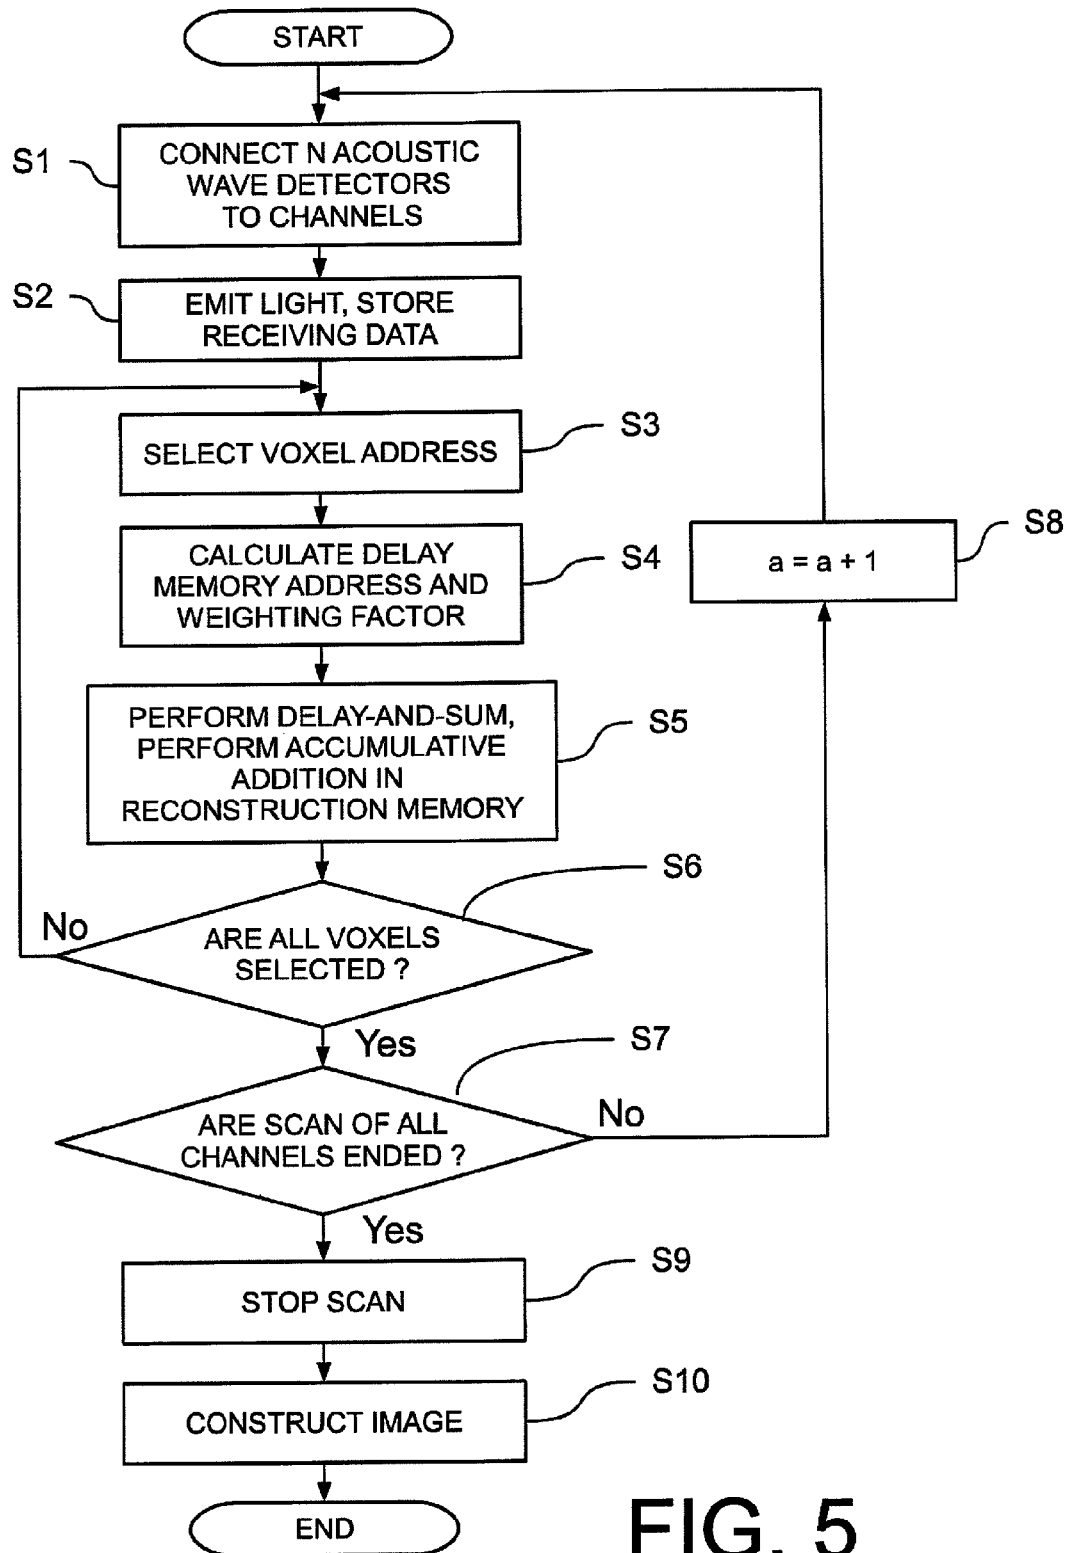 START
S1
CONNECT N ACOUSTIC
WAVE DETECTORS
TO CHANNELS
S2
EMIT LIGHT, STORE
RECEIVING DATA
SELECT VOXEL ADDRESS
S3
CALCULATE DELAY
MEMORY ADDRESS AND
WEIGHTING FACTOR
S4
a = a + 1
S8
PERFORM DELAY-AND-SUM,
PERFORM ACCUMULATIVE
ADDITION IN
RECONSTRUCTION MEMORY
S5
S6
No
ARE ALL VOXELS
SELECTED ?
Yes
S7
ARE SCAN OF ALL
CHANNELS ENDED ?
No
Yes
STOP SCAN
S9
CONSTRUCT IMAGE
S10
END
FIG. 5